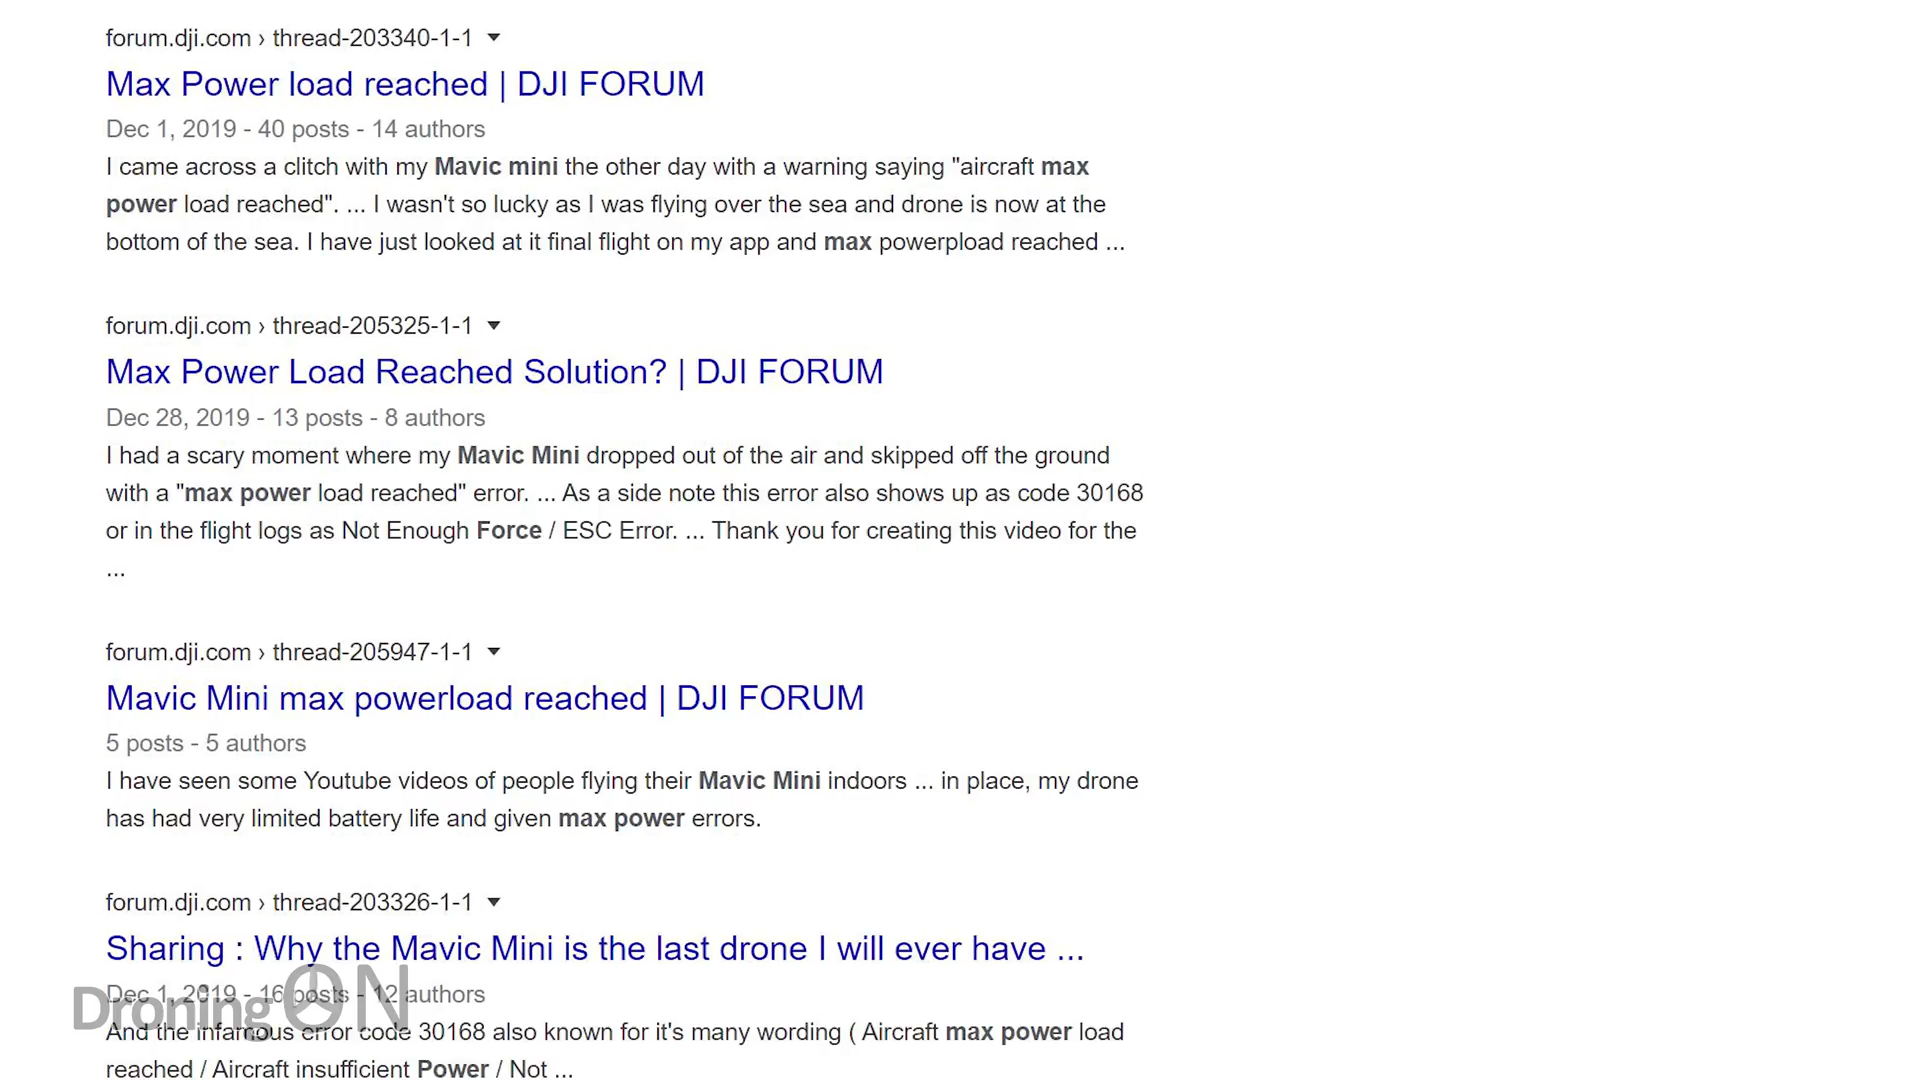 forum.dji.com › thread-203340-1-1
Max Power load reached | DJI FORUM
Dec 1, 2019 - 40 posts - 14 authors
I came across a clitch with my Mavic mini the other day with a warning saying "aircraft max
power load reached". ... I wasn't so lucky as I was flying over the sea and drone is now at the
bottom of the sea. I have just looked at it final flight on my app and max powerpload reached ...
forum.dji.com › thread-205325-1-1
Max Power Load Reached Solution? | DJI FORUM
Dec 28, 2019 - 13 posts - 8 authors
I had a scary moment where my Mavic Mini dropped out of the air and skipped off the ground
with a "max power load reached" error. ... As a side note this error also shows up as code 30168
or in the flight logs as Not Enough Force / ESC Error. ... Thank you for creating this video for the
...
forum.dji.com › thread-205947-1-1
Mavic Mini max powerload reached | DJI FORUM
5 posts - 5 authors
I have seen some Youtube videos of people flying their Mavic Mini indoors ... in place, my drone
has had very limited battery life and given max power errors.
forum.dji.com › thread-203326-1-1
Sharing : Why the Mavic Mini is the last drone I will ever have ...
Dec 1, 2019 - 16 posts - 12 authors
DroningON
And the infamous error code 30168 also known for it's many wording ( Aircraft max power load
reached / Aircraft insufficient Power / Not ...